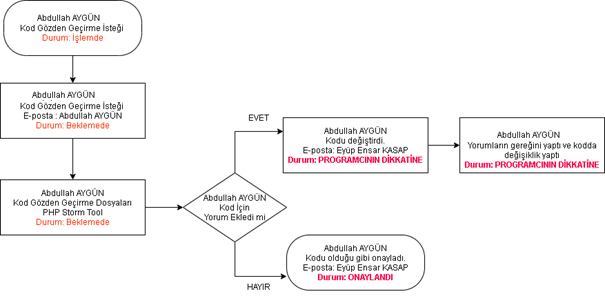 Abdullah AYGÜN
Kod Gözden Geçirme İsteği
Durum: İşlemde
Abdullah AYGÜN
Kod Gözden Geçirme İsteği
E-posta : Abdullah AYGÜN
Durum: Beklemede
Abdullah AYGÜN
Kod Gözden Geçirme Dosyaları
PHP Storm Tool
Durum: Beklemede
Abdullah AYGÜN
Kod İçin
Yorum Ekledi mi
EVET
Abdullah AYGÜN
Kodu değiştirdi.
E-posta: Eyüp Ensar KASAP
Durum: PROGRAMCININ DİKKATİNE
Abdullah AYGÜN
Yorumların gereğini yaptı ve kodda
değişiklik yaptı
Durum: PROGRAMCININ DİKKATİNE
HAYIR
Abdullah AYGÜN
Kodu olduğu gibi onayladı.
E-posta: Eyüp Ensar KASAP
Durum: ONAYLANDI